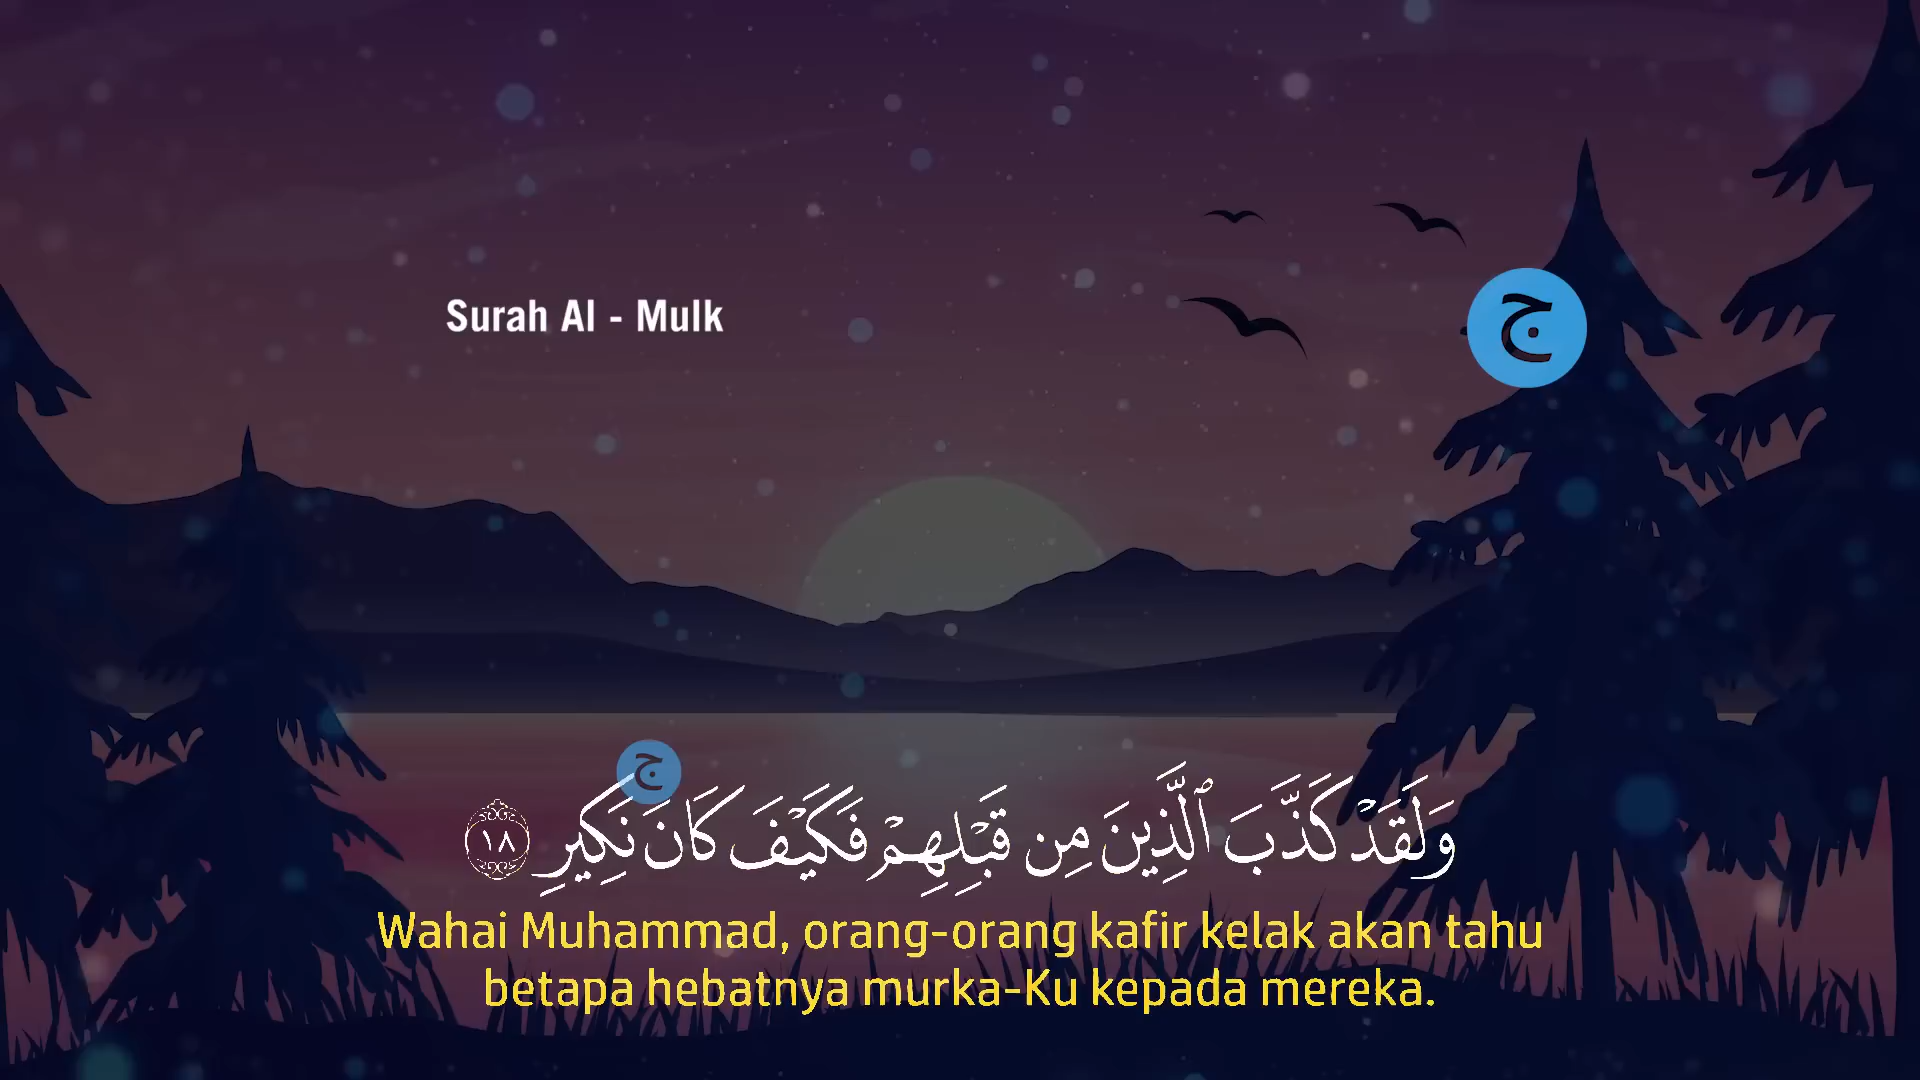 Surah Al - Mulk
ج
ج
وَلَقَدْ كَذَّبَ ٱلَّذِينَ مِن قَبْلِهِمْ فَكَيْفَ كَانَ نَكِيرِ ١٨
Wahai Muhammad, orang-orang kafir kelak akan tahu
betapa hebatnya murka-Ku kepada mereka.